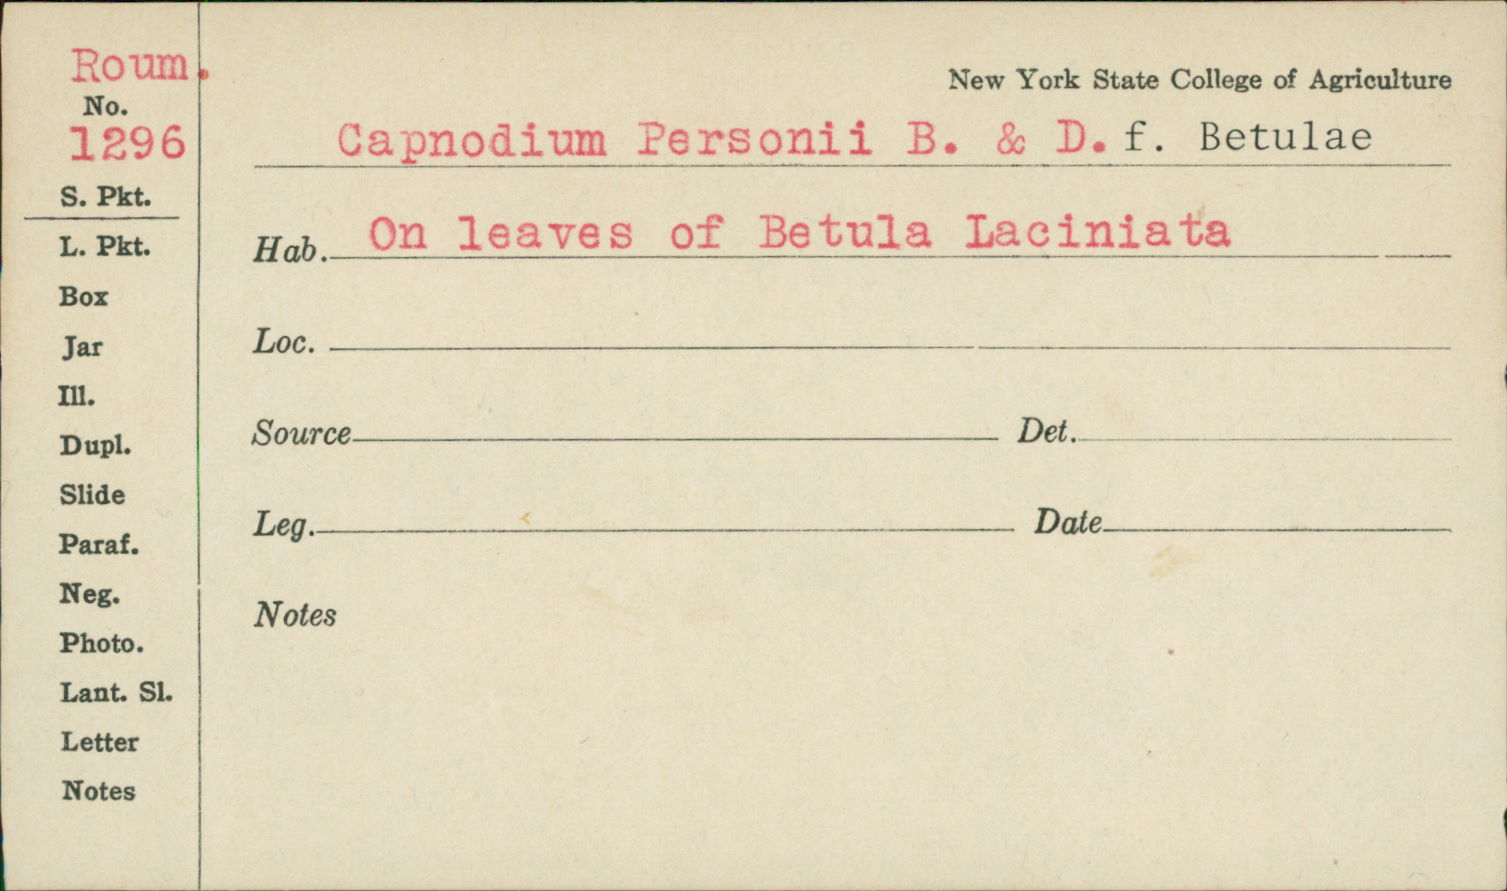 Roum.
No.
1296
S. Pkt.
L. Pkt.
Box
Jar
Ill.
Dupl.
Slide
Paraf.
Neg.
Photo.
Lant. Sl.
Letter
Notes
New York State College of Agriculture
Capnodium Personii B. & D. f. Betulae
Hab. On leaves of Betula Laciniata
Loc.
Source Det.
Leg. Date
Notes